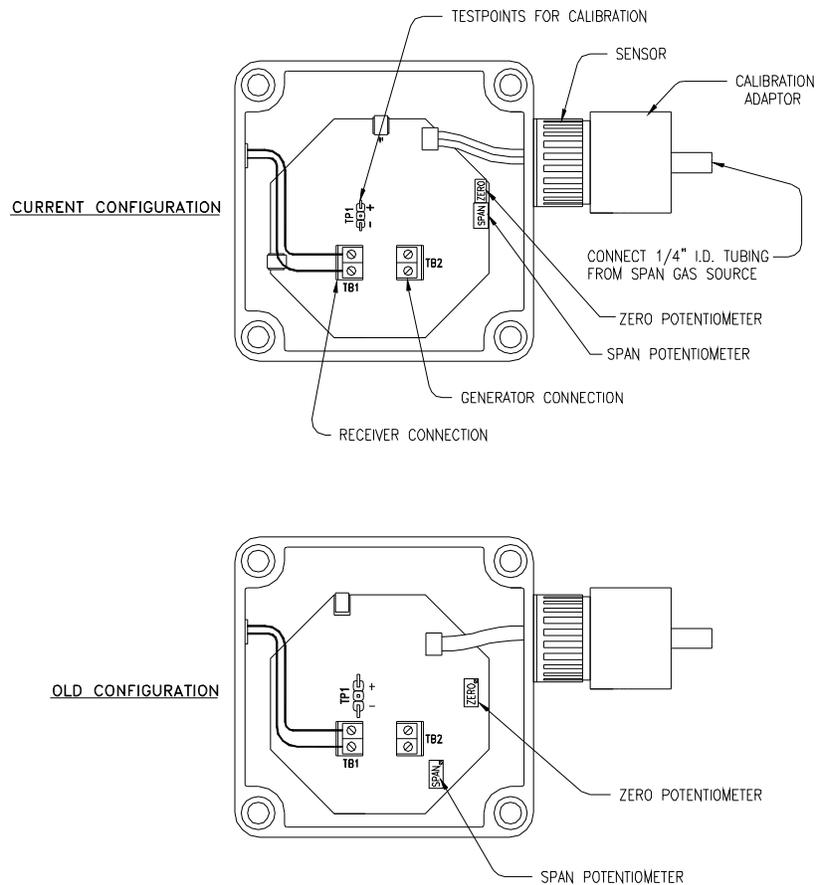 TESTPOINTS FOR CALIBRATION
SENSOR
CALIBRATION
ADAPTOR
CURRENT CONFIGURATION
TP1
+
-
ZERO
SPAN
TB1
TB2
CONNECT 1/4" I.D. TUBING
FROM SPAN GAS SOURCE
ZERO POTENTIOMETER
SPAN POTENTIOMETER
GENERATOR CONNECTION
RECEIVER CONNECTION
OLD CONFIGURATION
TP1
+
-
ZERO
TB1
TB2
SPAN
ZERO POTENTIOMETER
SPAN POTENTIOMETER